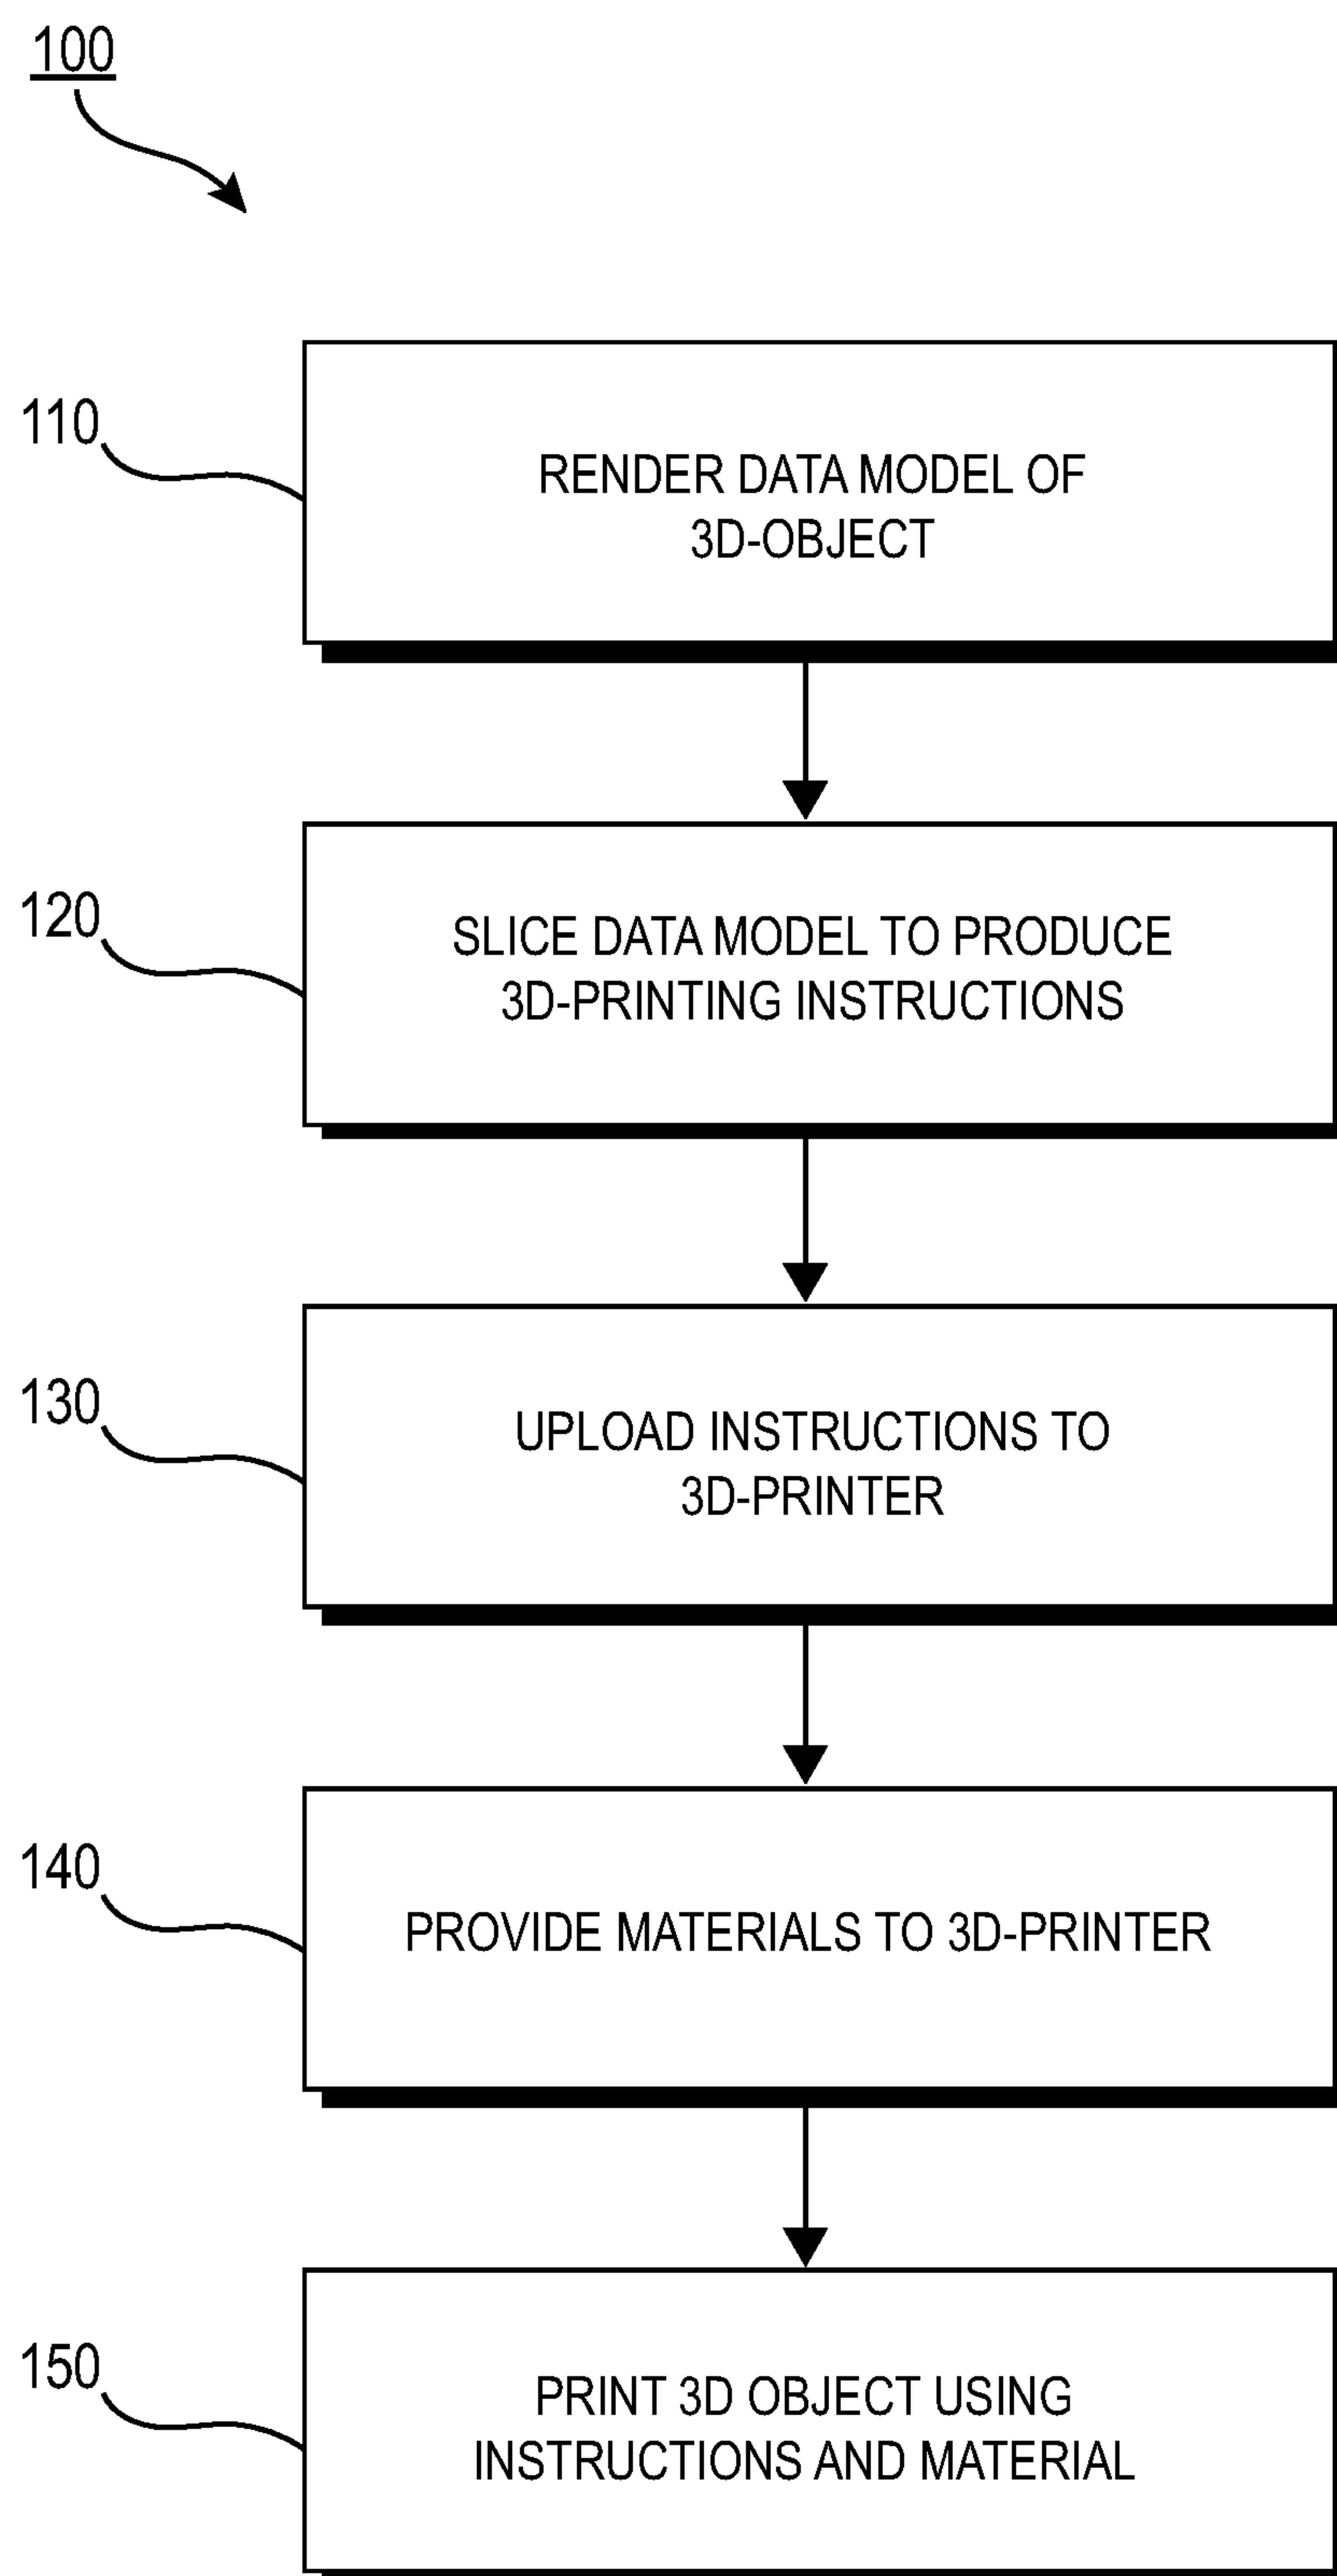 100
110
RENDER DATA MODEL OF
3D-OBJECT
120
SLICE DATA MODEL TO PRODUCE
3D-PRINTING INSTRUCTIONS
130
UPLOAD INSTRUCTIONS TO
3D-PRINTER
140
PROVIDE MATERIALS TO 3D-PRINTER
150
PRINT 3D OBJECT USING
INSTRUCTIONS AND MATERIAL